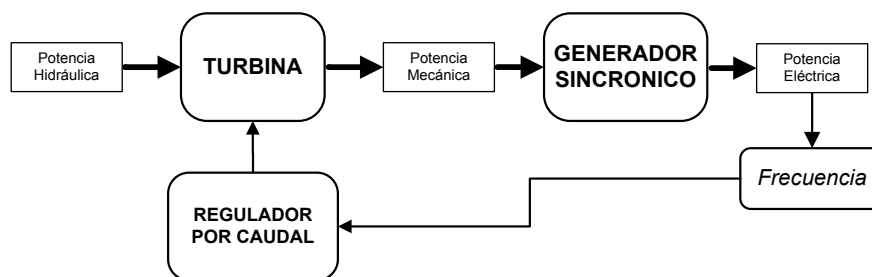 Potencia
Hidráulica
TURBINA
Potencia
Mecánica
GENERADOR
SINCRONICO
Potencia
Eléctrica
Frecuencia
REGULADOR
POR CAUDAL